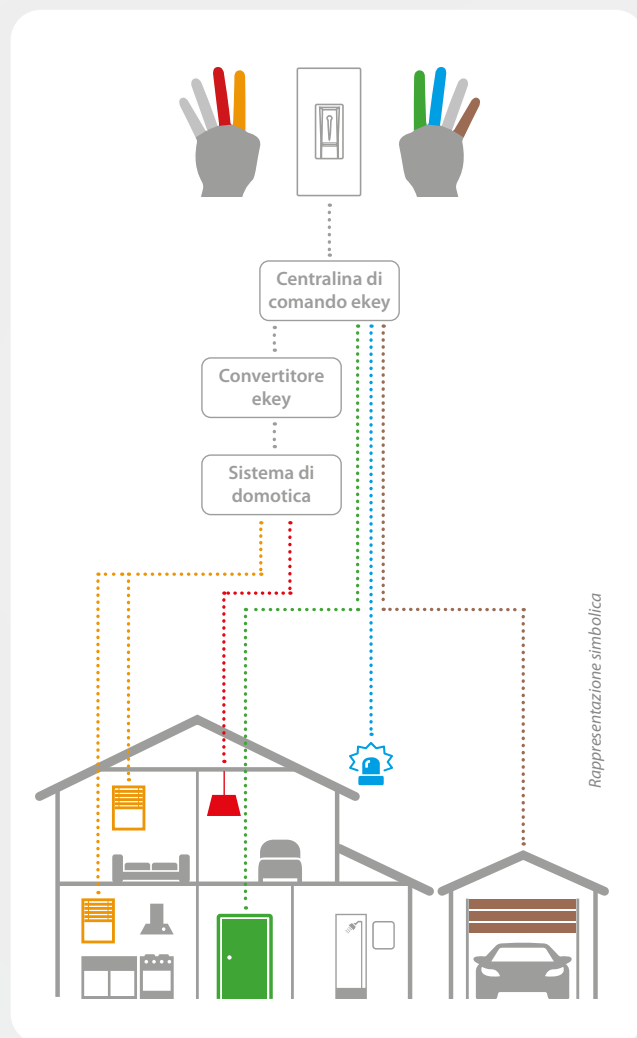 Centralina di
comando ekey
Convertitore
ekey
Sistema di
domotica
Rappresentazione simbolica